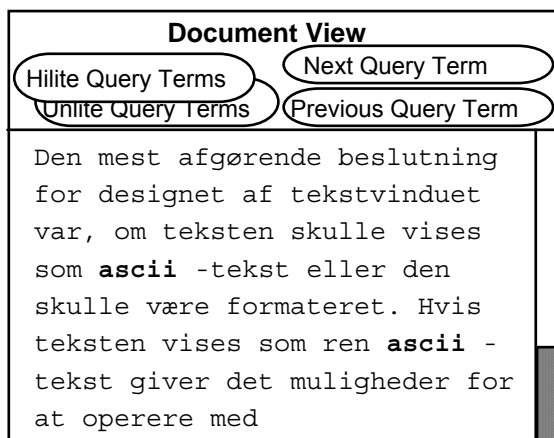 Document View
Hilite Query Terms
Next Query Term
Unlite Query Terms
Previous Query Term
Den mest afgørende beslutning
for designet af tekstvinduet
var, om teksten skulle vises
som ascii -tekst eller den
skulle være formateret. Hvis
teksten vises som ren ascii -
tekst giver det muligheder for
at operere med